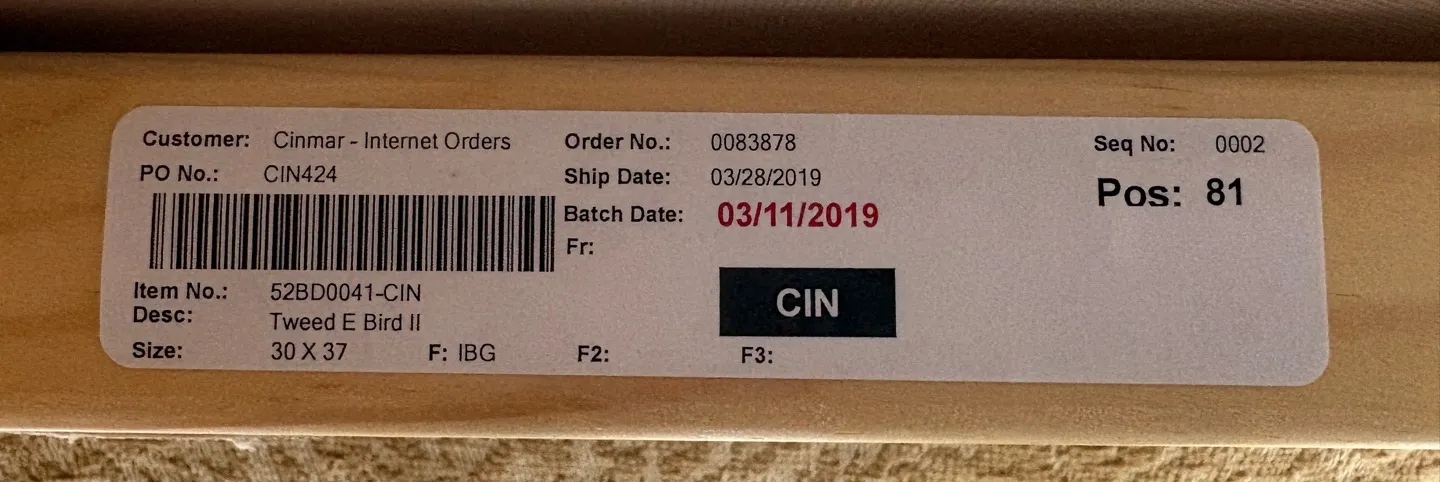 Customer: Cinmar - Internet Orders Order No.: 0083878 Seq No: 0002
PO No.: CIN424 Ship Date: 03/28/2019 Pos: 81
Batch Date: 03/11/2019
Fr:
Item No.: 52BD0041-CIN CIN
Desc: Tweed E Bird II
Size: 30 X 37 F: IBG F2: F3: